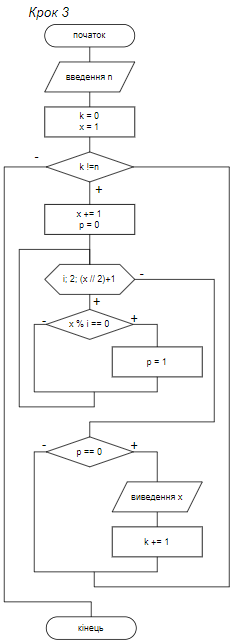 Крок 3
початок
введення n
k = 0
x = 1
k !=n
-
+
x += 1
p = 0
i; 2; (x // 2)+1
-
+
x % i == 0
-
+
p = 1
p == 0
-
+
виведення x
k += 1
кінець